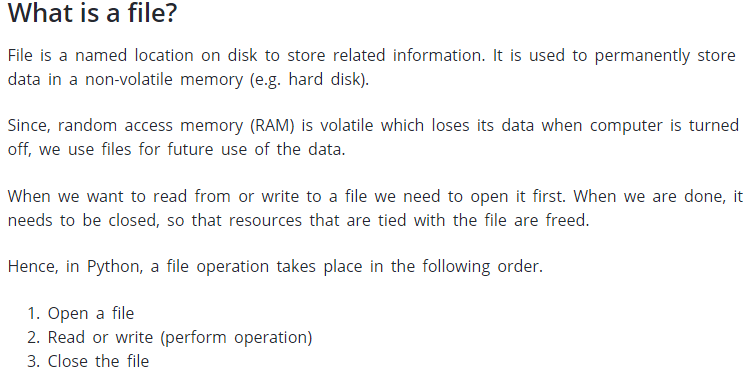 What is a file?
File is a named location on disk to store related information. It is used to permanently store
data in a non-volatile memory (e.g. hard disk).
Since, random access memory (RAM) is volatile which loses its data when computer is turned
off, we use files for future use of the data.
When we want to read from or write to a file we need to open it first. When we are done, it
needs to be closed, so that resources that are tied with the file are freed.
Hence, in Python, a file operation takes place in the following order.
1. Open a file
2. Read or write (perform operation)
3. Close the file